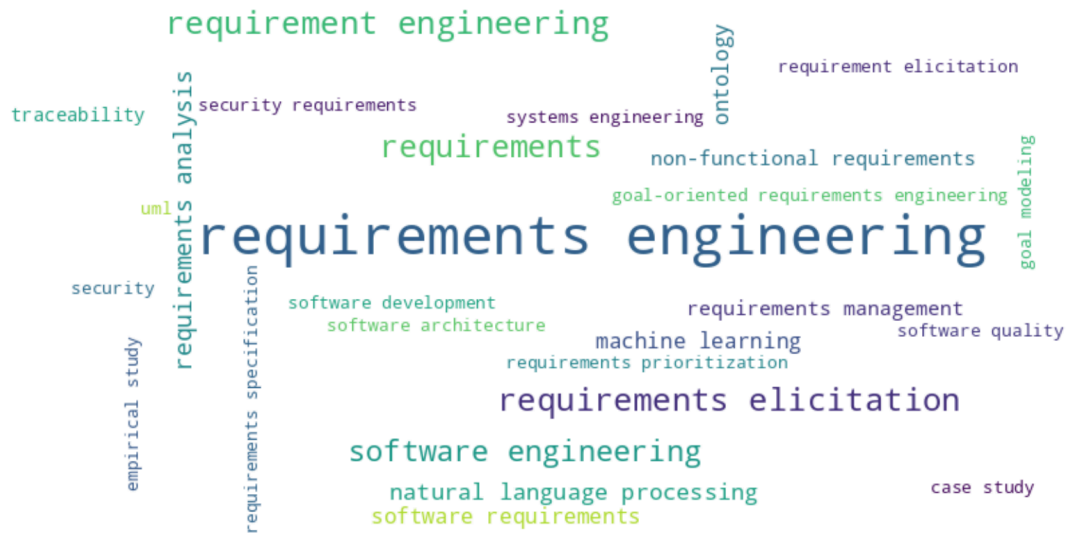 requirement engineering
ontology
requirement elicitation
requirements analysis
security requirements
traceability
systems engineering
requirements
non-functional requirements
goal modeling
goal-oriented requirements engineering
uml
requirements engineering
requirements specification
security
software development
requirements management
software architecture
software quality
machine learning
empirical study
requirements prioritization
requirements elicitation
software engineering
natural language processing
case study
software requirements